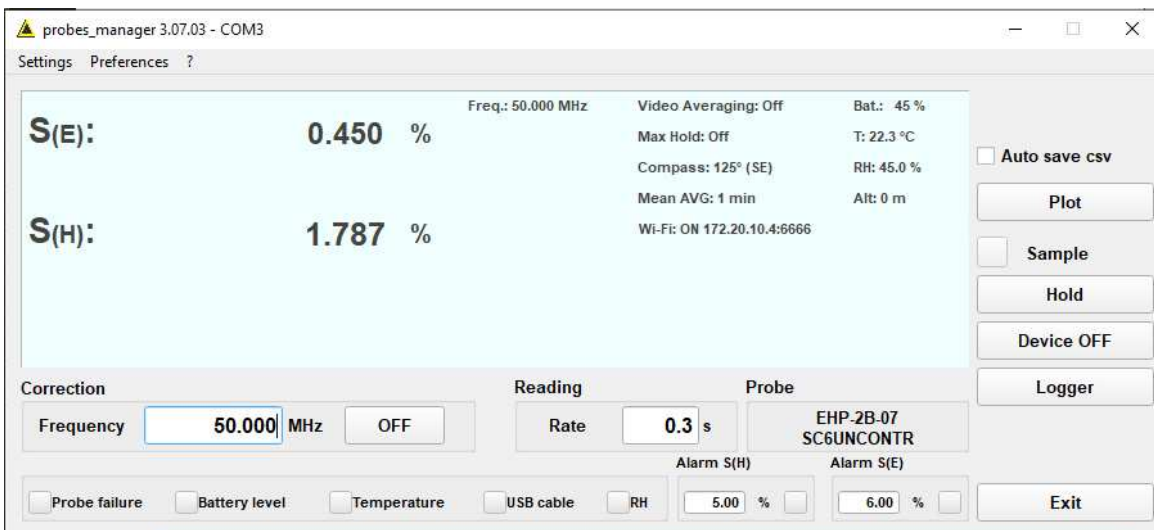 probes_manager 3.07.03 - COM3
Settings Preferences ?
S(E): 0.450 %
S(H): 1.787 %
Freq.: 50.000 MHz
Video Averaging: Off
Max Hold: Off
Compass: 125° (SE)
Mean AVG: 1 min
Wi-Fi: ON 172.20.10.4:6666
Bat.: 45 %
T: 22.3 °C
RH: 45.0 %
Alt: 0 m
Auto save csv
Plot
Sample
Hold
Device OFF
Logger
Correction
Frequency 50.000 MHz OFF
Reading
Rate 0.3 s
Probe
EHP-2B-07
SC6UNCONTR
Alarm S(H)
5.00 %
Alarm S(E)
6.00 %
Probe failure Battery level Temperature USB cable RH
Exit